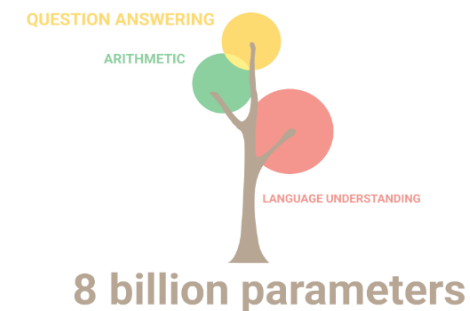 QUESTION ANSWERING
ARITHMETIC
LANGUAGE UNDERSTANDING
8 billion parameters